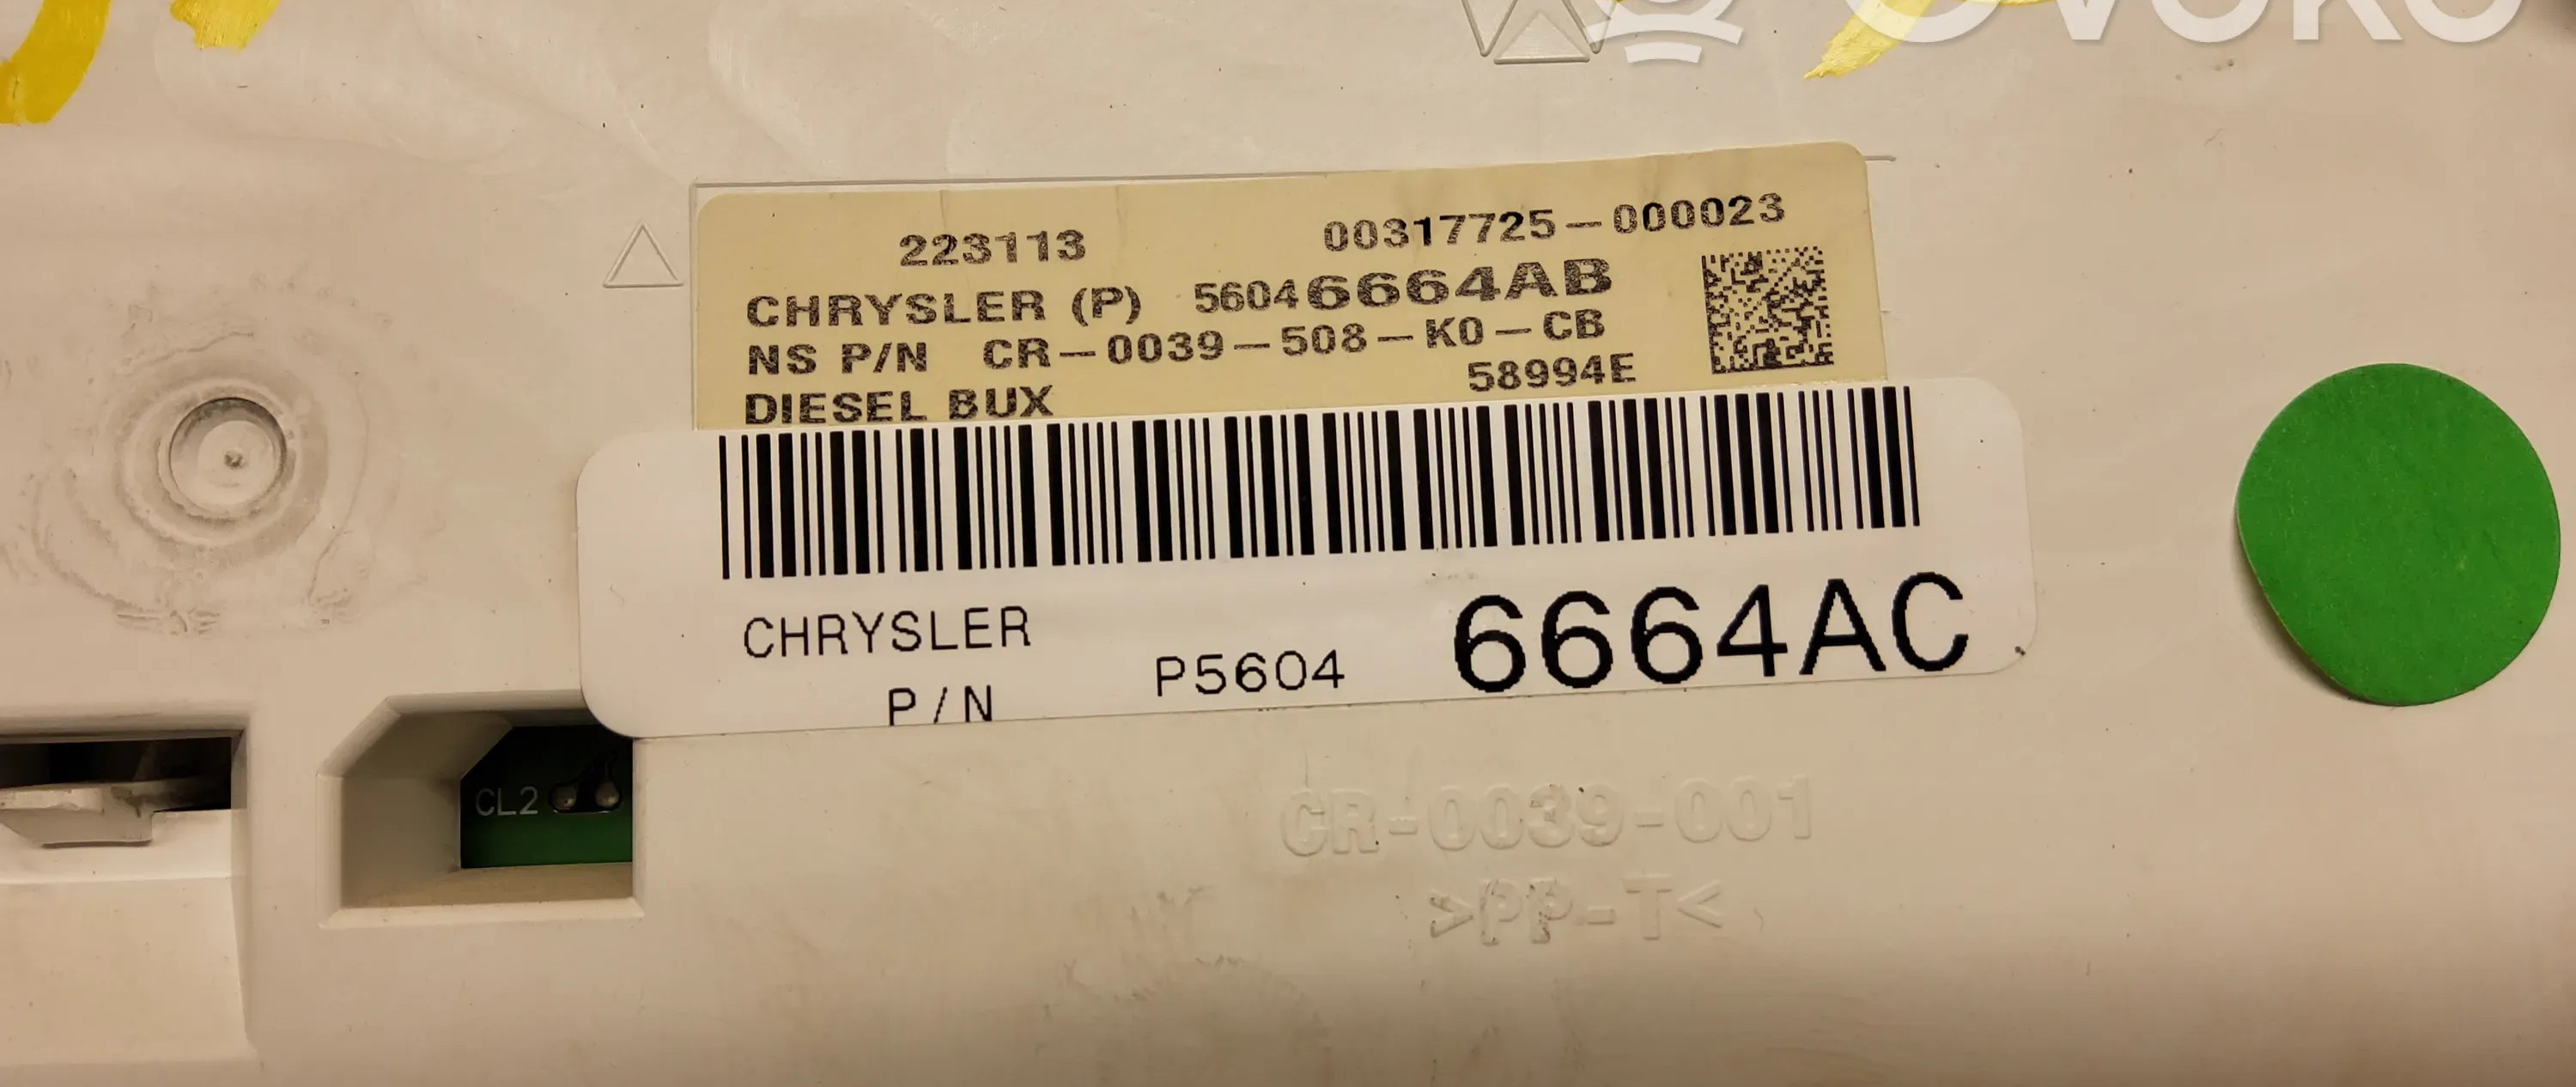 OVOKO
223113 00317725-000023
CHRYSLER (P) 56046664AB
NS P/N CR-0039-508-K0-CB
58994E
DIESEL BUX
CHRYSLER
P/N P5604 6664AC
CL2
CR-0039-001
>PP-T<